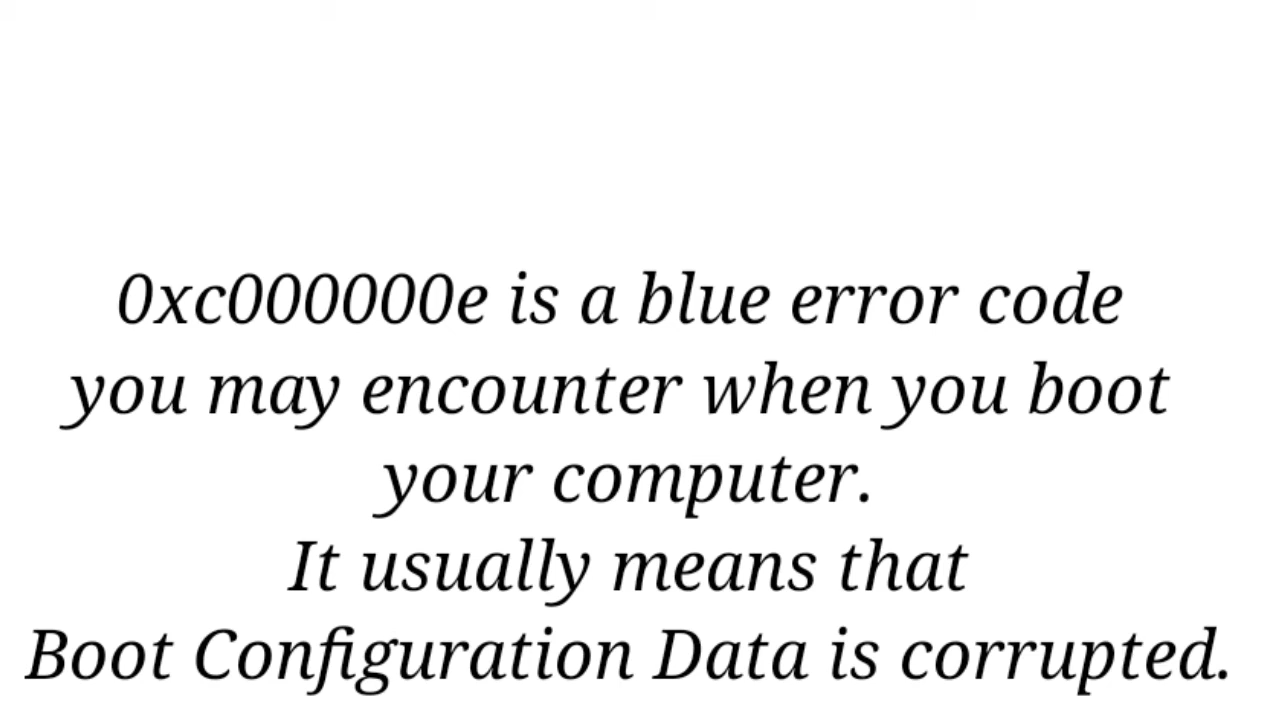 0xc000000e is a blue error code
you may encounter when you boot
your computer.
It usually means that
Boot Configuration Data is corrupted.